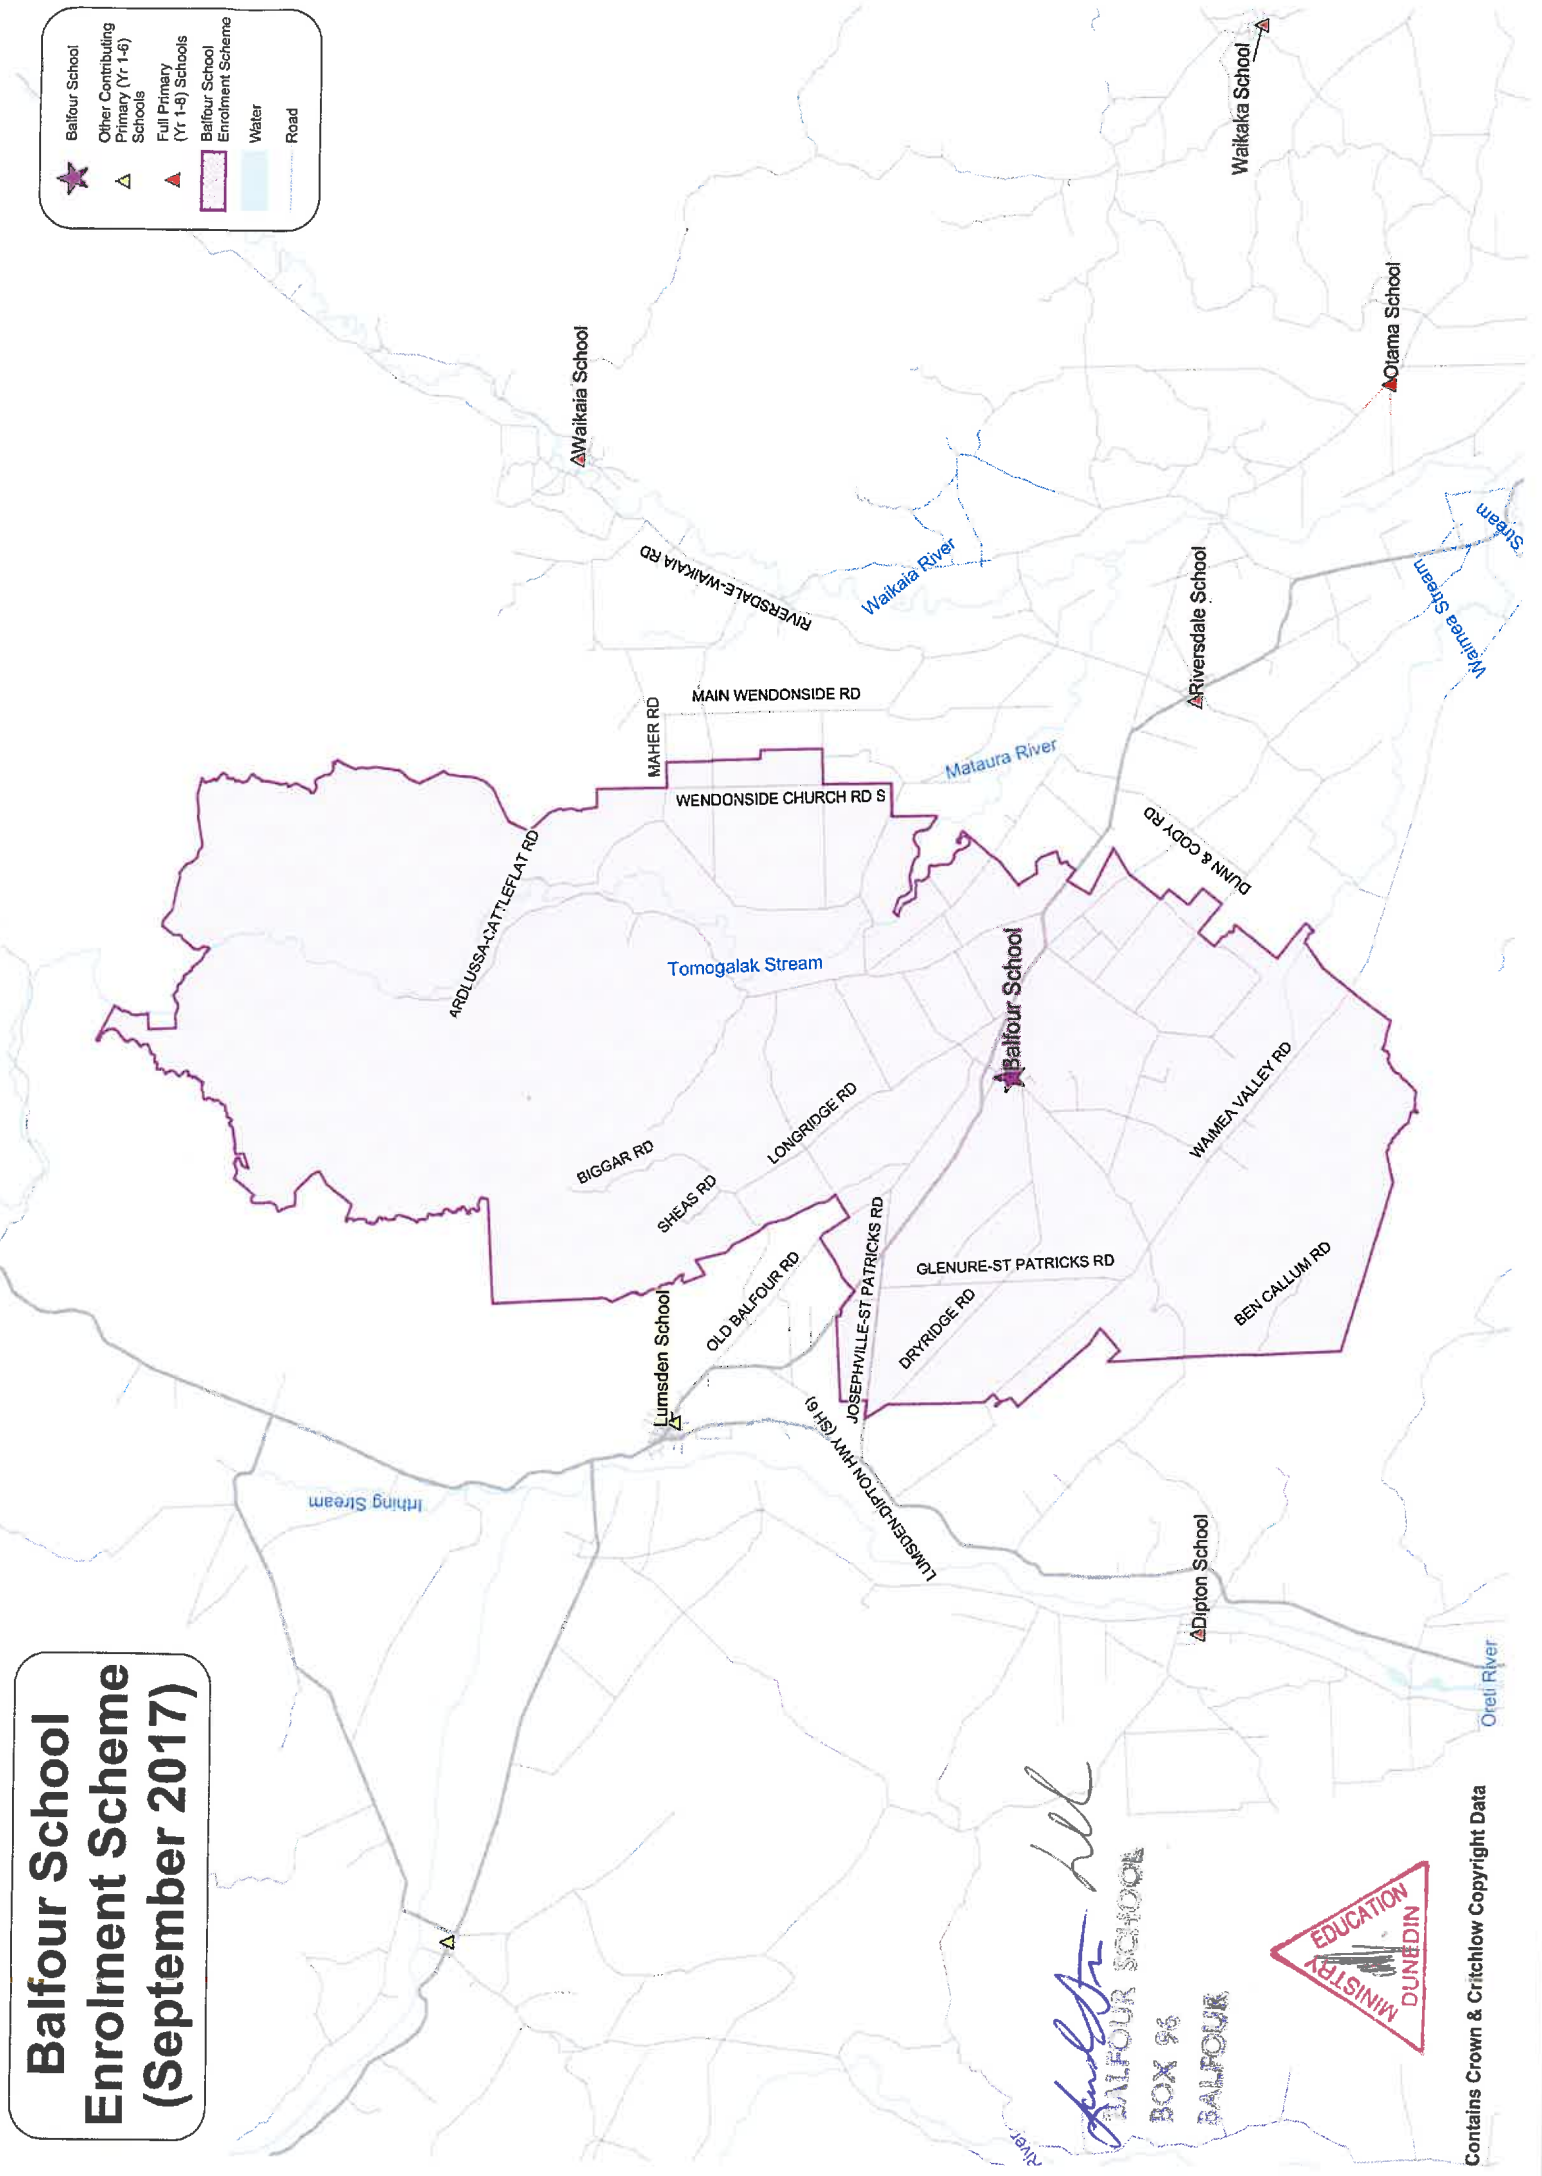 Balfour School
Enrolment Scheme
(September 2017)
Balfour School
Other Contributing
Primary (Yr 1-6)
Schools
Full Primary
(Yr 1-8) Schools
Balfour School
Enrolment Scheme
Water
Road
Irthing Stream
Waikaia School
ARDLUSSA-CATTLEFLAT RD
RIVERSDALE-WAIKAIA RD
MAHER RD
MAIN WENDONSIDE RD
WENDONSIDE CHURCH RD S
BIGGAR RD
SHEAS RD
Tomogalak Stream
Lumsden School
OLD BALFOUR RD
LONGRIDGE RD
Waikaia River
Mataura River
LUMSDEN-DIPTON HWY (SH 6)
JOSEPHVILLE-ST PATRICKS RD
DRYRIDGE RD
GLENURE-ST PATRICKS RD
Balfour School
Dipton School
WAIMEA VALLEY RD
BEN CALLUM RD
DUNN & CODY RD
Riversdale School
Waikaka School
Otama School
Waimea Stream
Stream
Oreti River
River
BALFOUR SCHOOL
BOX 96
BALFOUR
MINISTRY
EDUCATION
DUNEDIN
Contains Crown & Critchlow Copyright Data